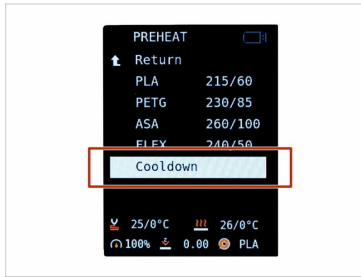 PREHEAT
Return
PLA 215/60
PETG 230/85
ASA 260/100
FLEX 240/50
Cooldown
25/0°C 26/0°C
100% 0.00 PLA